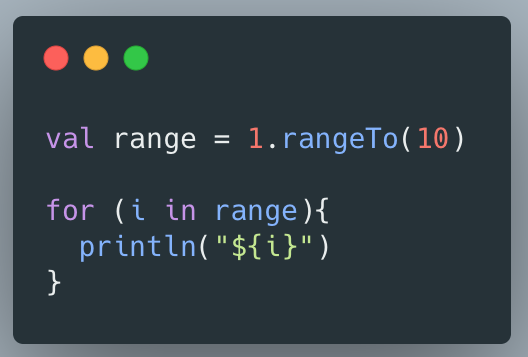 val range = 1.rangeTo(10)
for (i in range){
  println("${i}")
}